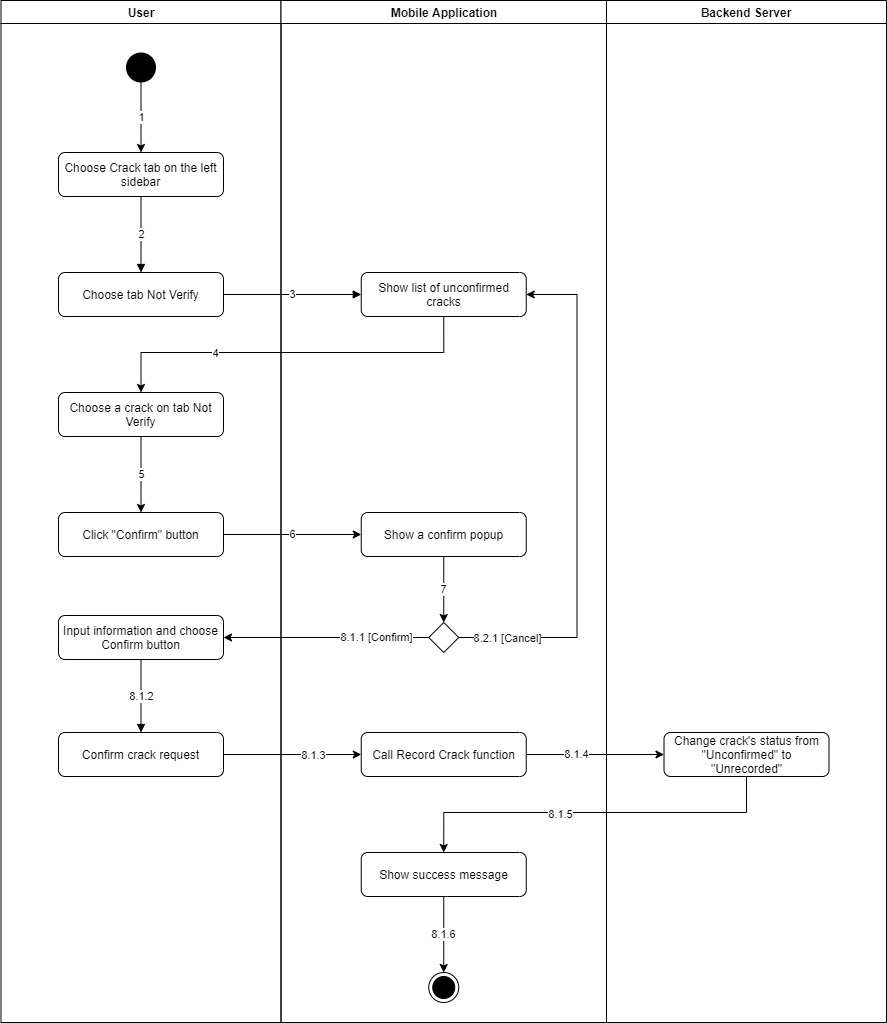 User
Mobile Application
Backend Server
1
Choose Crack tab on the left
sidebar
2
Choose tab Not Verify
3
Show list of unconfirmed
cracks
4
Choose a crack on tab Not
Verify
5
Click "Confirm" button
6
Show a confirm popup
7
Input information and choose
Confirm button
8.1.1 [Confirm]
8.2.1 [Cancel]
8.1.2
Confirm crack request
8.1.3
Call Record Crack function
8.1.4
Change crack's status from
"Unconfirmed" to
"Unrecorded"
8.1.5
Show success message
8.1.6